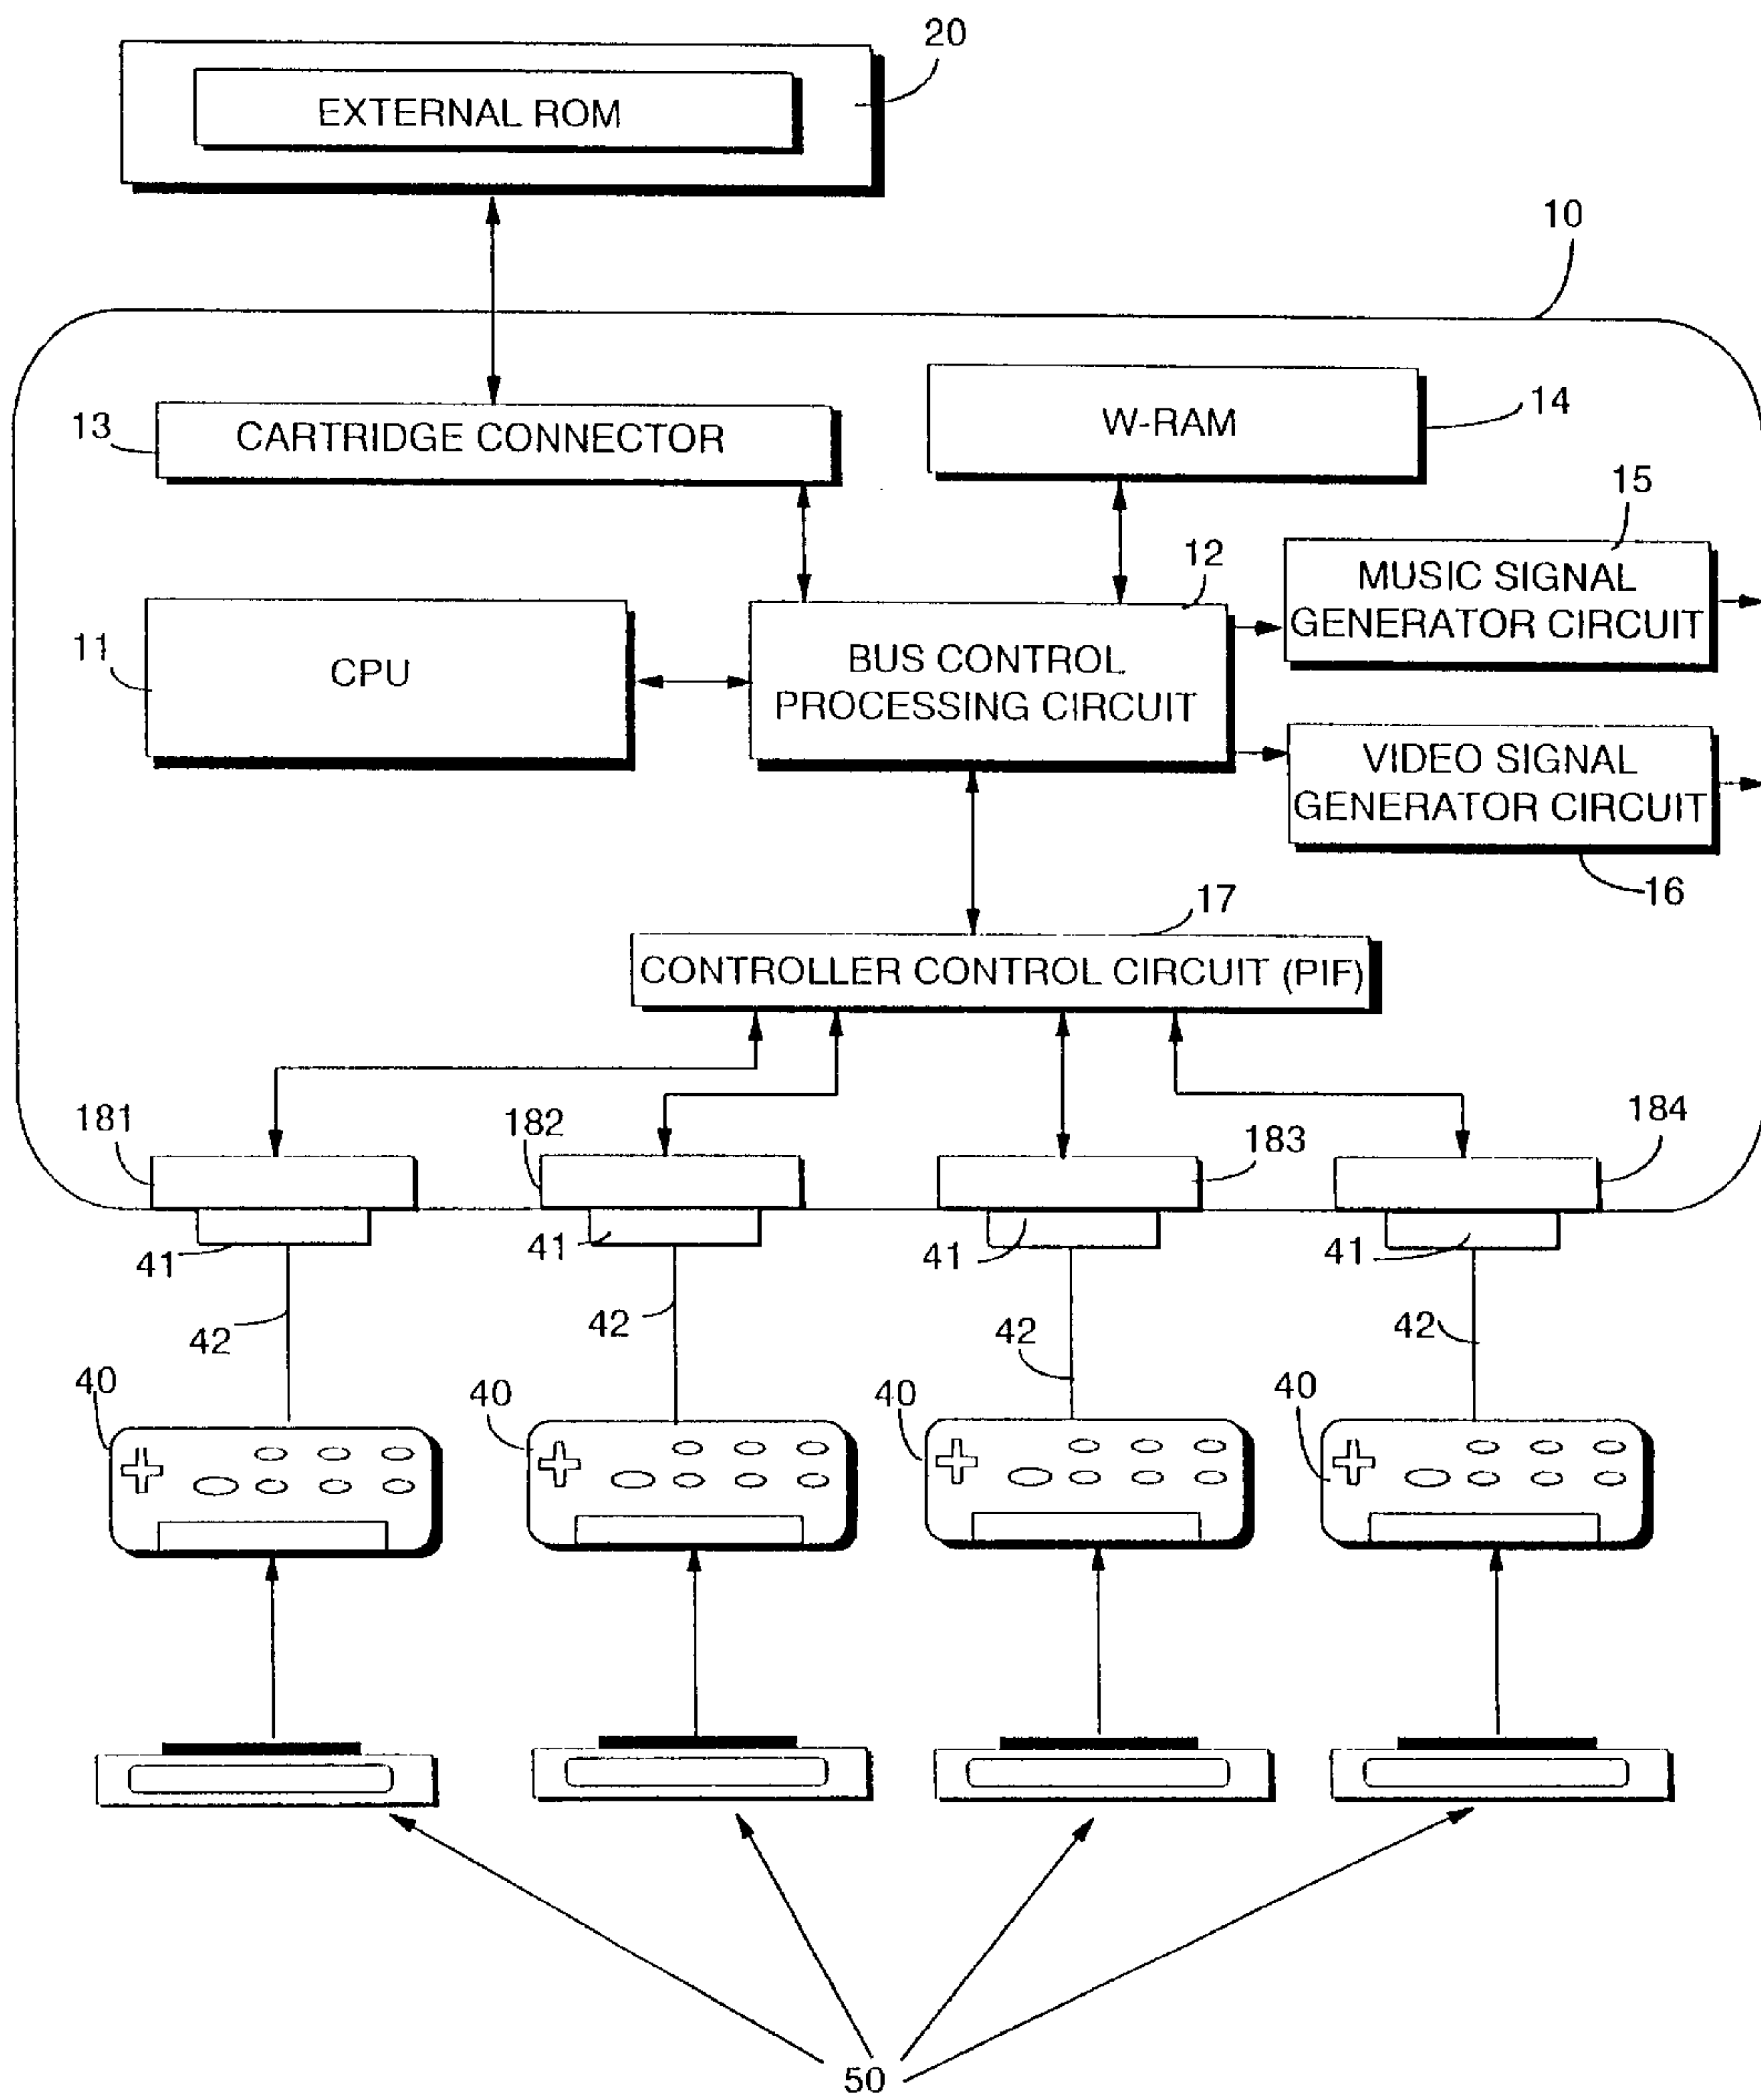 20
EXTERNAL ROM
10
13
CARTRIDGE CONNECTOR
W-RAM
14
15
12
MUSIC SIGNAL
GENERATOR CIRCUIT
11
CPU
BUS CONTROL
PROCESSING CIRCUIT
VIDEO SIGNAL
GENERATOR CIRCUIT
16
17
CONTROLLER CONTROL CIRCUIT (PIF)
181
182
183
184
41
41
41
41
42
42
42
42
40
40
40
40
50